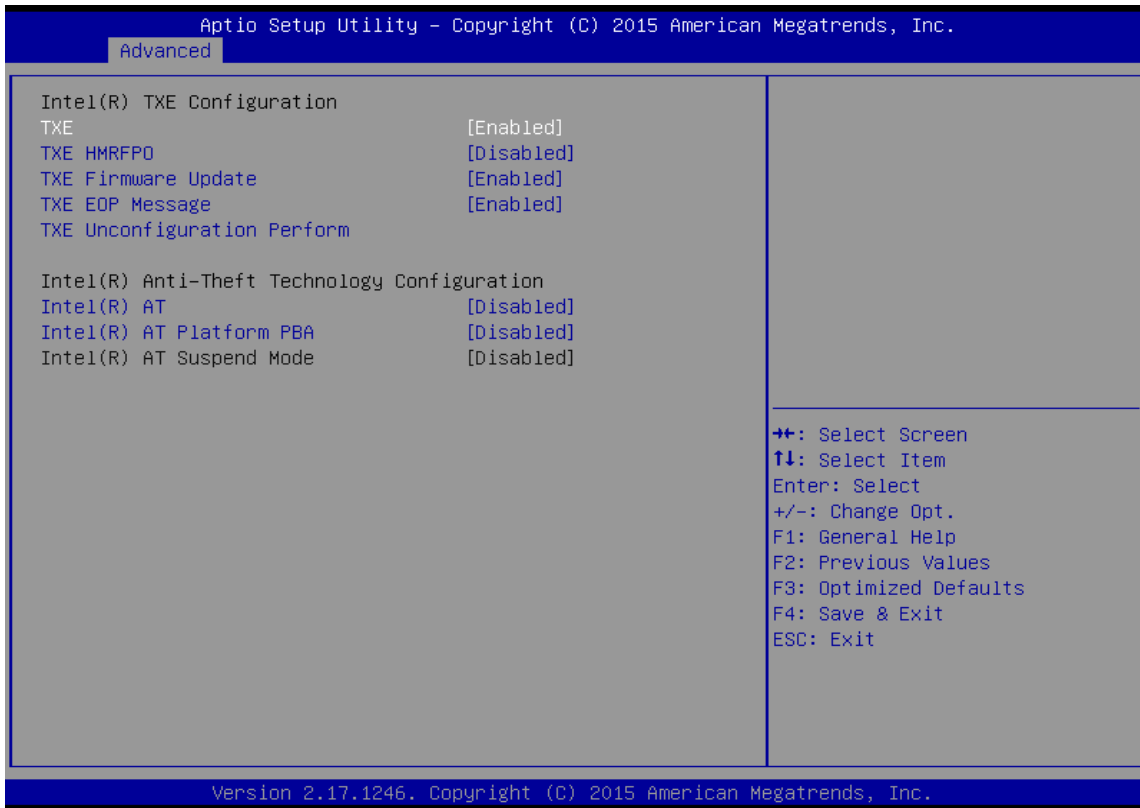 Aptio Setup Utility – Copyright (C) 2015 American Megatrends, Inc.
Advanced
Intel(R) TXE Configuration
TXE [Enabled]
TXE HMRFPO [Disabled]
TXE Firmware Update [Enabled]
TXE EOP Message [Enabled]
TXE Unconfiguration Perform
Intel(R) Anti-Theft Technology Configuration
Intel(R) AT [Disabled]
Intel(R) AT Platform PBA [Disabled]
Intel(R) AT Suspend Mode [Disabled]
→←: Select Screen
↑↓: Select Item
Enter: Select
+/-: Change Opt.
F1: General Help
F2: Previous Values
F3: Optimized Defaults
F4: Save & Exit
ESC: Exit
Version 2.17.1246. Copyright (C) 2015 American Megatrends, Inc.